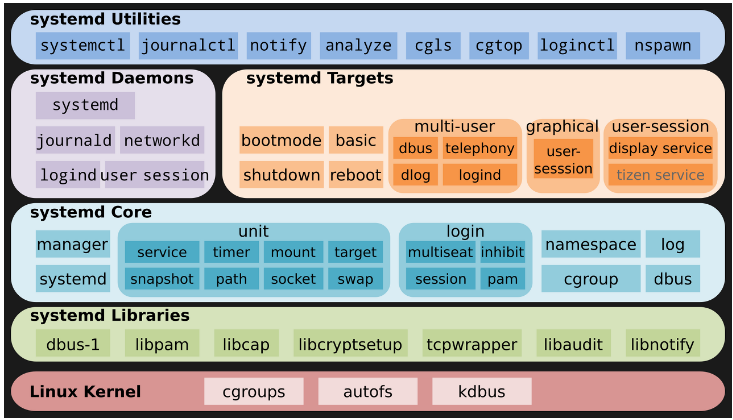 systemd Utilities
systemctl journalctl notify analyze cgls cgtop loginctl nspawn
systemd Daemons
systemd
journald networkd
logind user session
systemd Targets
bootmode basic
shutdown reboot
multi-user
dbus telephony
dlog logind
graphical
user-
sesssion
user-session
display service
tizen service
systemd Core
manager
systemd
unit
service timer mount target
snapshot path socket swap
login
multiseat inhibit
session pam
namespace log
cgroup dbus
systemd Libraries
dbus-1 libpam libcap libcryptsetup tcpwrapper libaudit libnotify
Linux Kernel cgroups autofs kdbus